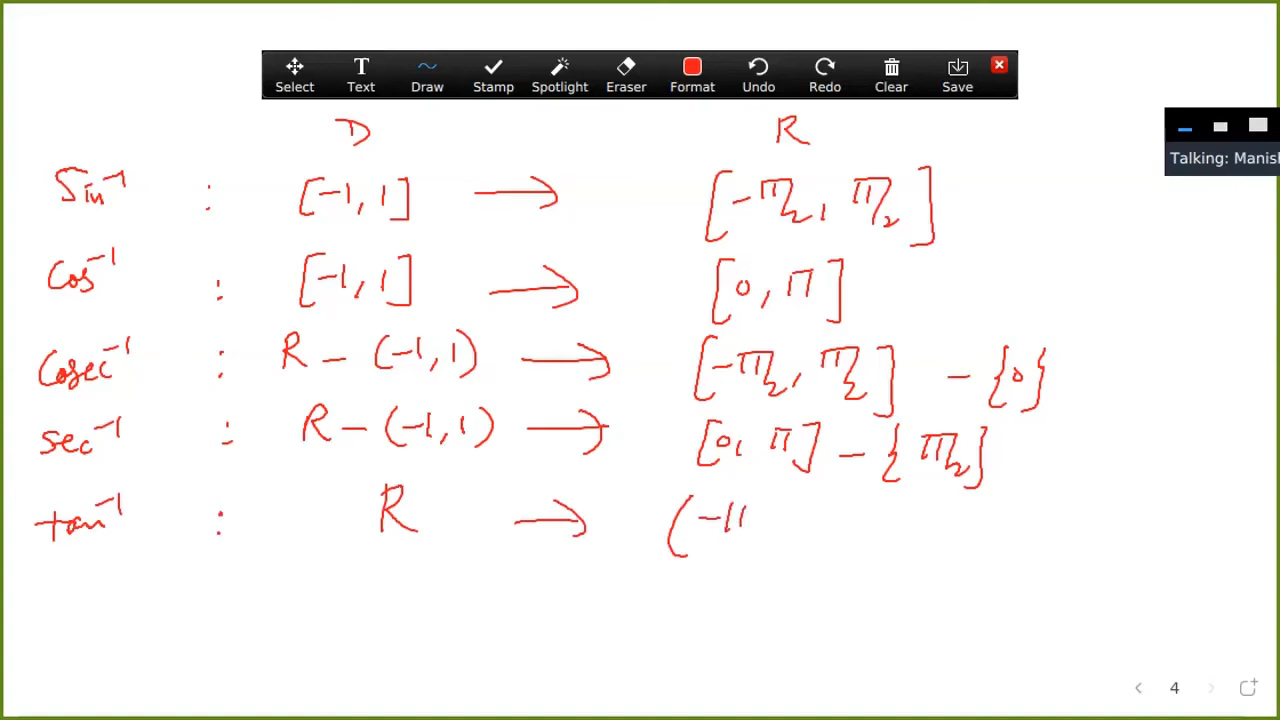 Select Text Draw Stamp Spotlight Eraser Format Undo Redo Clear Save
D R
Talking: Manish
Sin⁻¹ : [-1, 1] → [-π/2, π/2]
Cos⁻¹ : [-1, 1] → [0, π]
Cosec⁻¹ : R - (-1, 1) → [-π/2, π/2] - {0}
sec⁻¹ : R - (-1, 1) → [0, π] - {π/2}
tan⁻¹ : R → (-
4